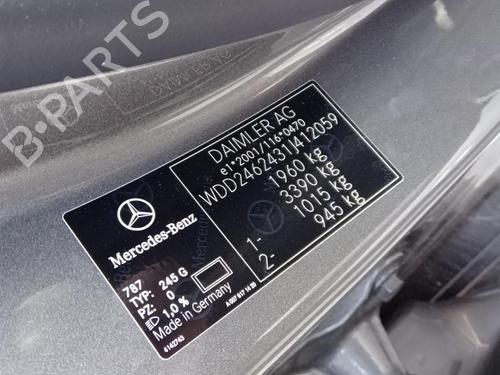 B-PARTS
DAIMLER AG
e1*2001/116*0470
WDD2462431J412059
1960 kg
3390 kg
1- 1015 kg
2- 945 kg
Mercedes-Benz
787
TYP: 245 G
PZ: 0
1,0 %
Made in Germany
4142743